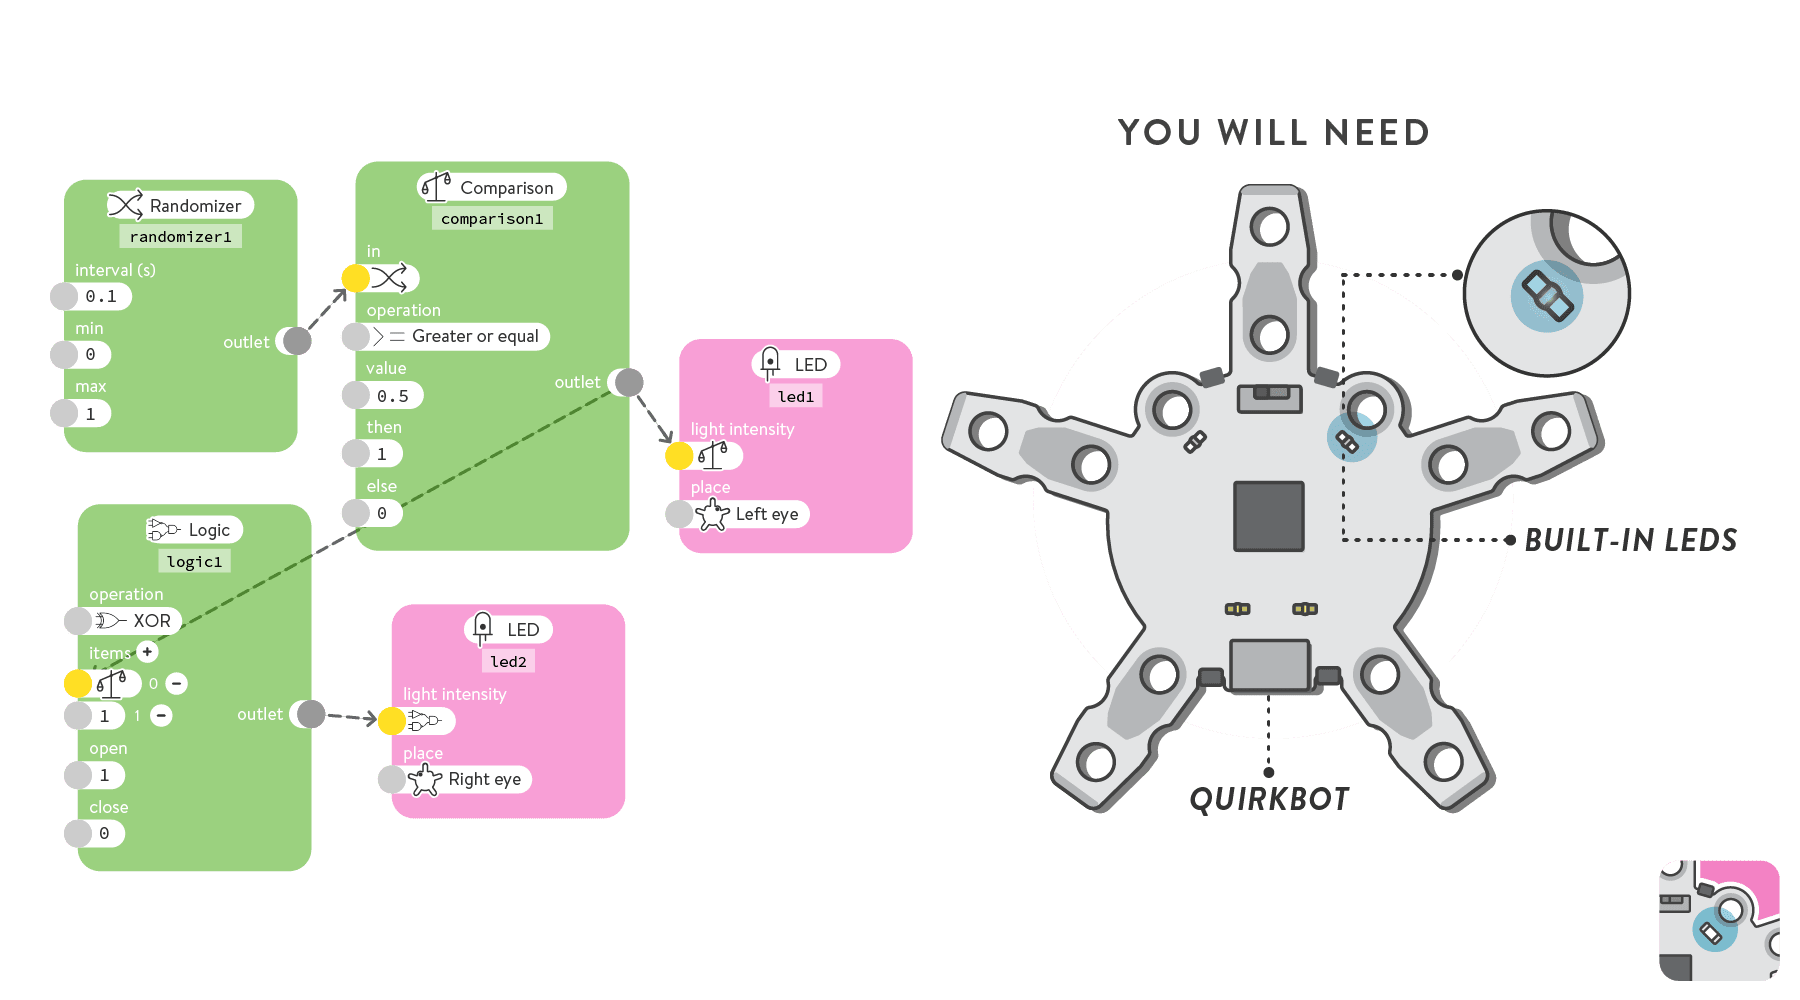 Randomizer
randomizer1
interval (s)
0.1
min
0
max
1
outlet
Comparison
comparison1
in
operation
> = Greater or equal
value
0.5
then
1
else
0
outlet
LED
led1
light intensity
place
Left eye
Logic
logic1
operation
XOR
items +
0 −
1 1 −
open
1
close
0
outlet
LED
led2
light intensity
place
Right eye
YOU WILL NEED
BUILT-IN LEDS
QUIRKBOT